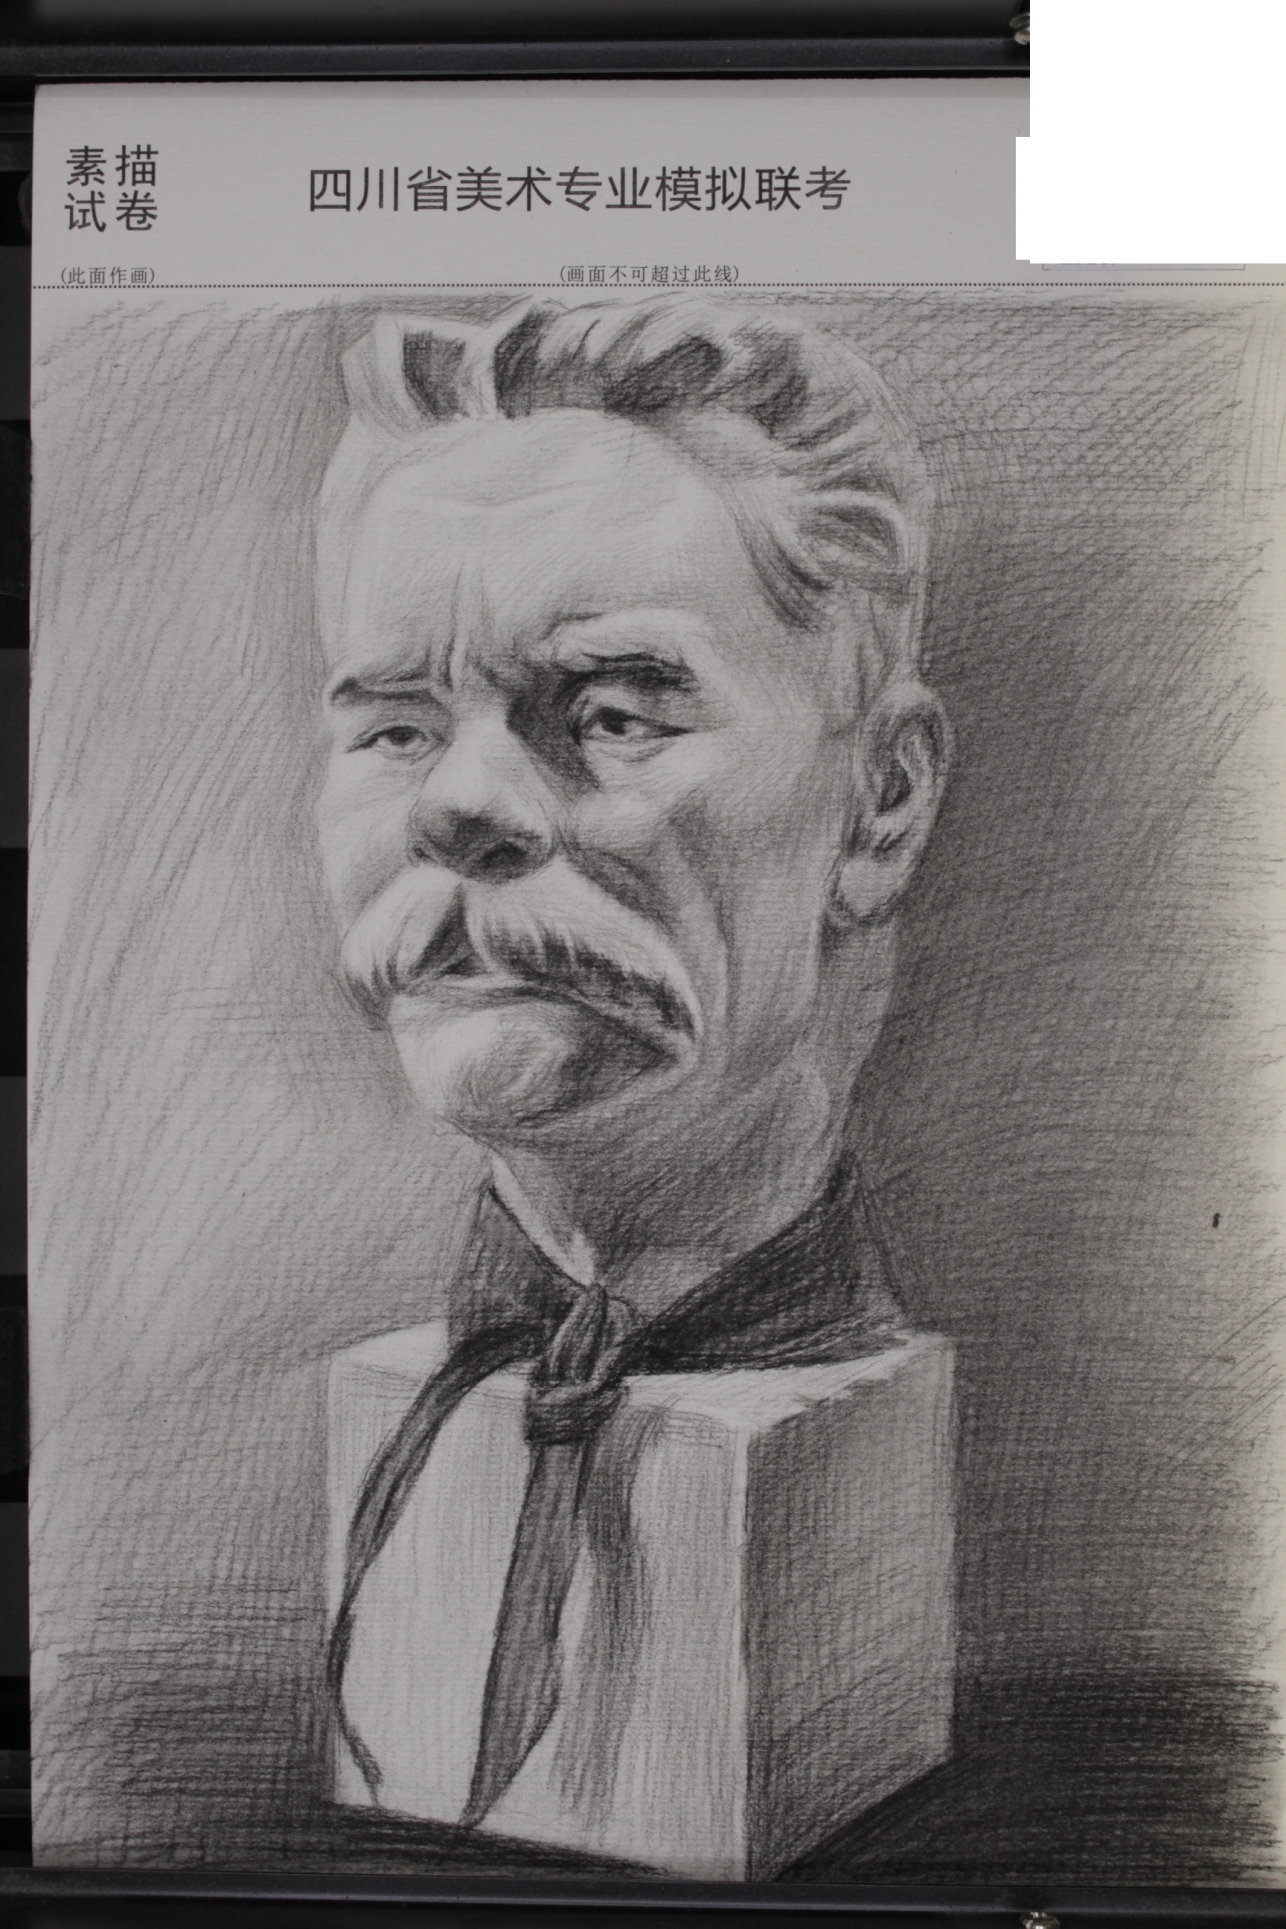 素描
试卷
四川省美术专业模拟联考
(此面作画)
(画面不可超过此线)